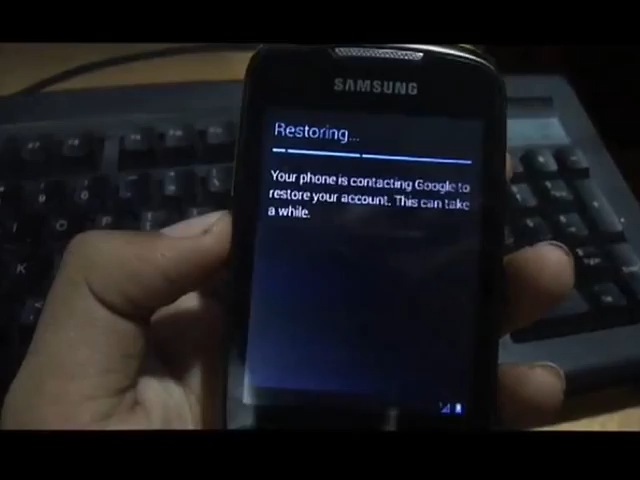 SAMSUNG
Restoring...
Your phone is contacting Google to
restore your account. This can take
a while.
K